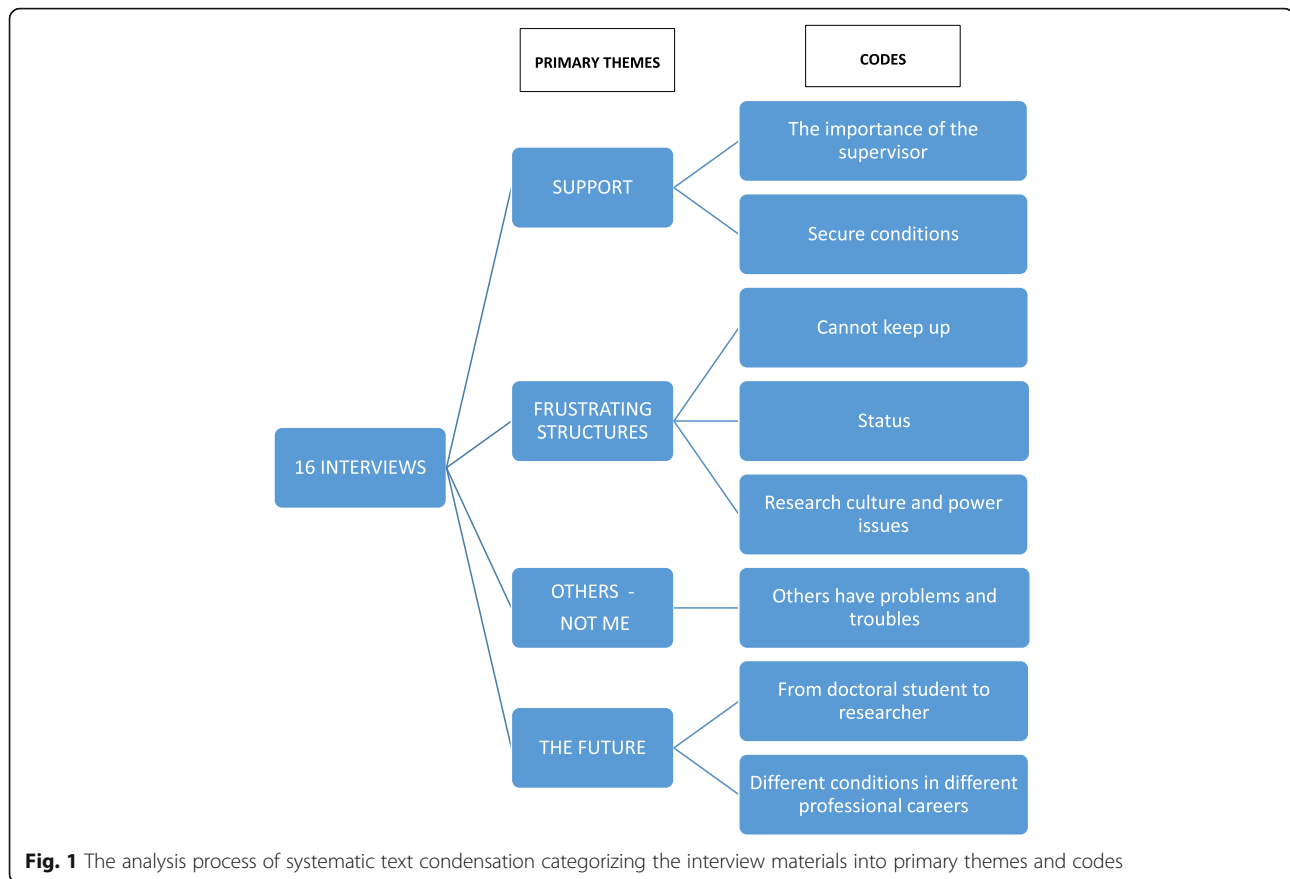 PRIMARY THEMES
CODES
16 INTERVIEWS
SUPPORT
The importance of the
supervisor
Secure conditions
FRUSTRATING
STRUCTURES
Cannot keep up
Status
Research culture and power
issues
OTHERS -
NOT ME
Others have problems and
troubles
THE FUTURE
From doctoral student to
researcher
Different conditions in different
professional careers
Fig. 1 The analysis process of systematic text condensation categorizing the interview materials into primary themes and codes